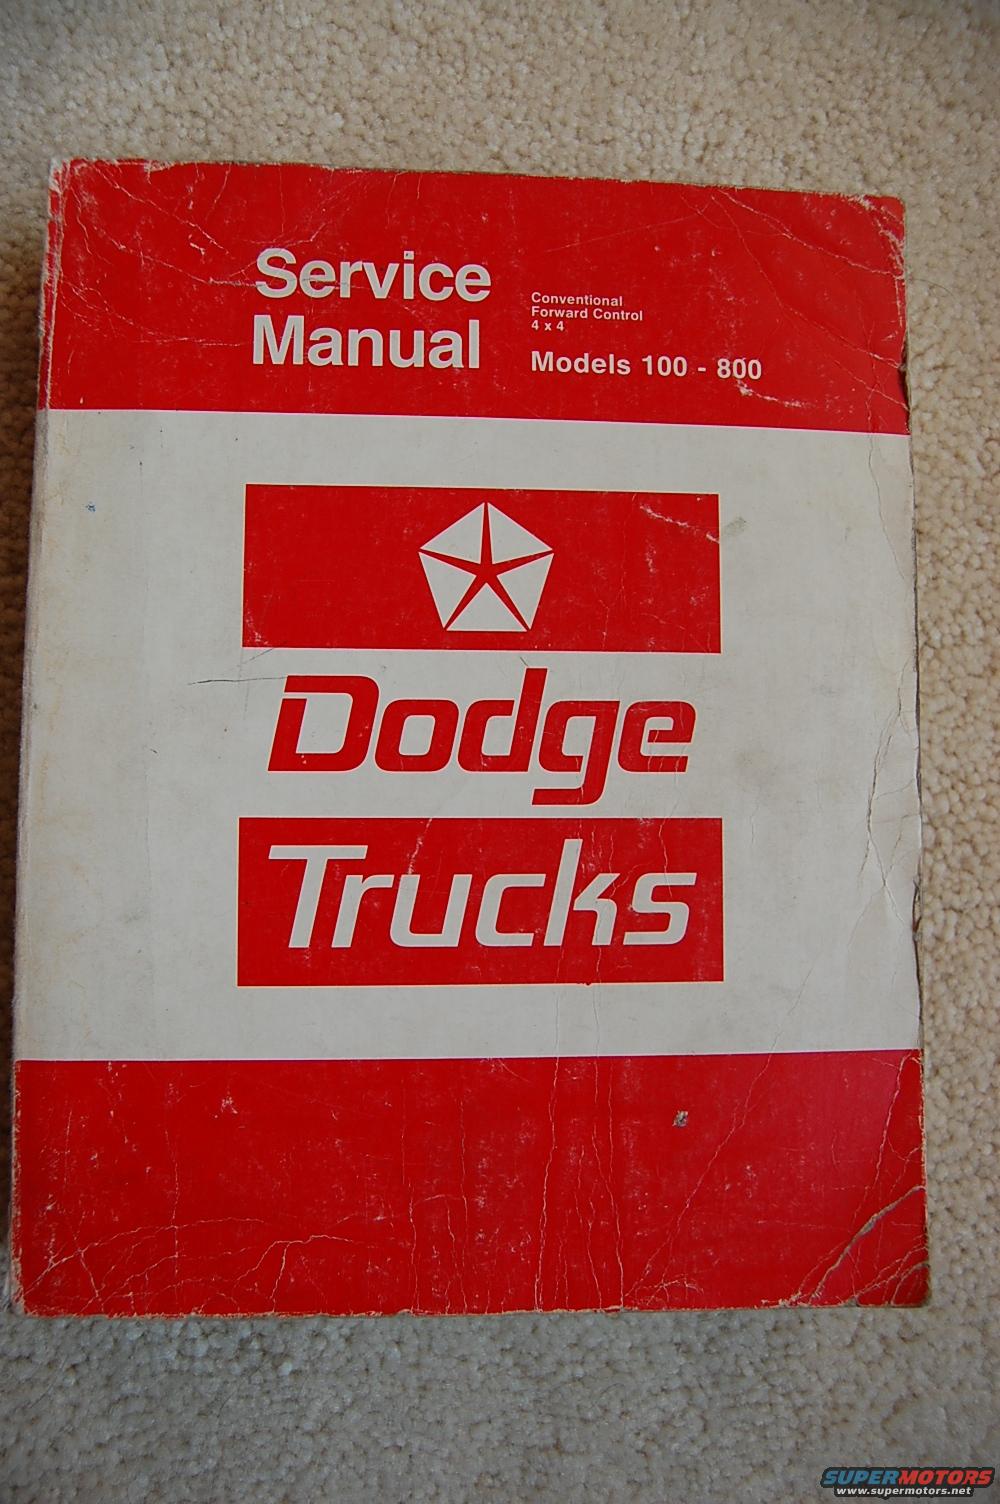 Service
Manual
Conventional
Forward Control
4 x 4
Models 100 - 800
Dodge
Trucks
SUPERMOTORS
www.supermotors.net